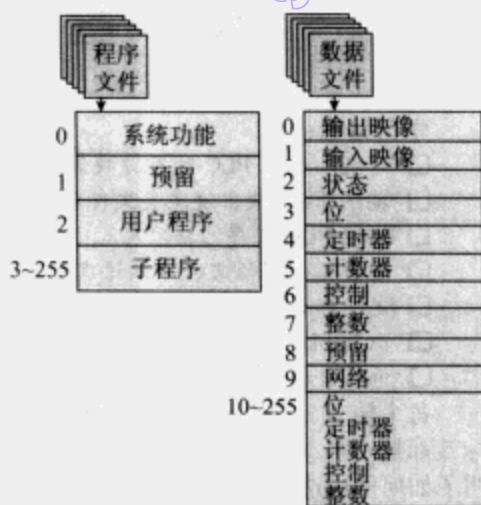 程序
文件
0 系统功能
1 预留
2 用户程序
3~255 子程序
数据
文件
0 输出映像
1 输入映像
2 状态
3 位
4 定时器
5 计数器
6 控制
7 整数
8 预留
9 网络
10~255 位
定时器
计数器
控制
整数